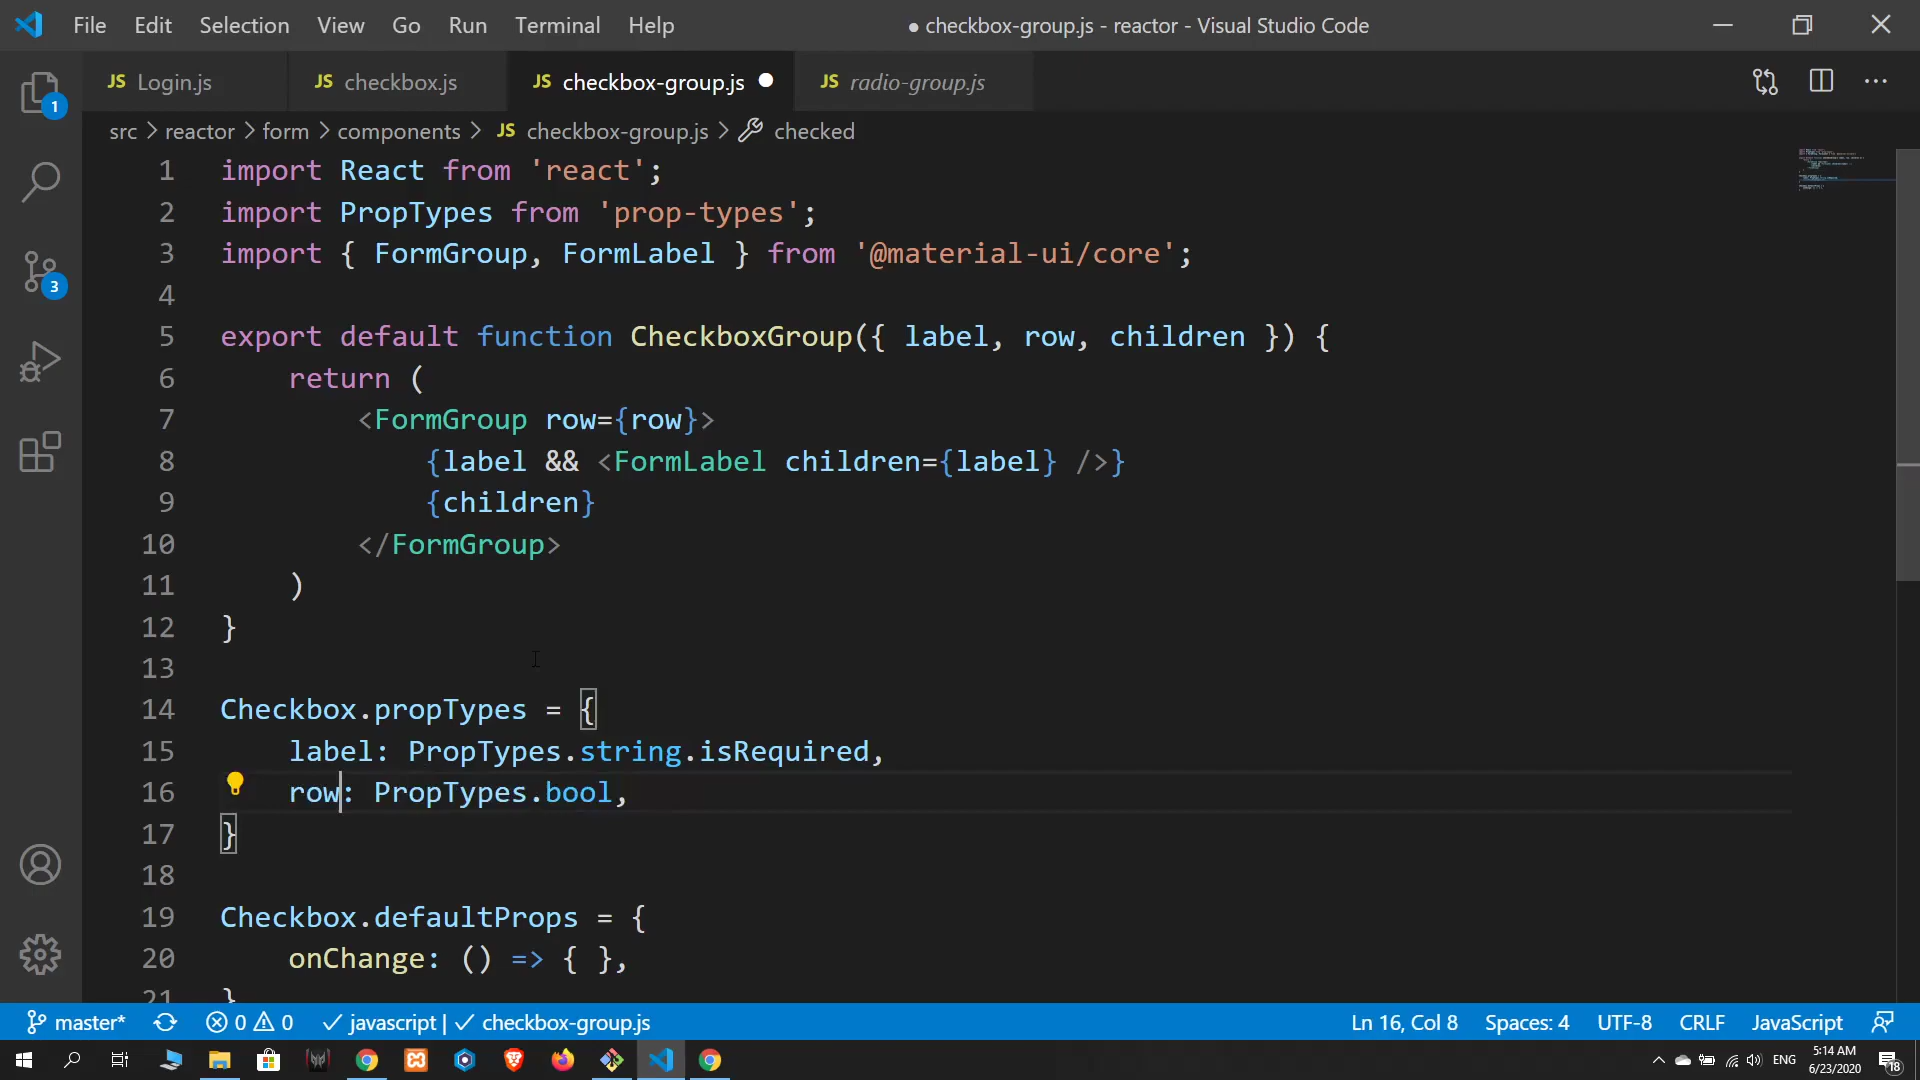 File Edit Selection View Go Run Terminal Help ● checkbox-group.js - reactor - Visual Studio Code
JS Login.js JS checkbox.js JS checkbox-group.js ● JS radio-group.js
src > reactor > form > components > JS checkbox-group.js > checked
1 import React from 'react';
2 import PropTypes from 'prop-types';
3 import { FormGroup, FormLabel } from '@material-ui/core';
4
5 export default function CheckboxGroup({ label, row, children }) {
6     return (
7         <FormGroup row={row}>
8             {label && <FormLabel children={label} />}
9             {children}
10         </FormGroup>
11     )
12 }
13
14 Checkbox.propTypes = {
15     label: PropTypes.string.isRequired,
16     row: PropTypes.bool,
17 }
18
19 Checkbox.defaultProps = {
20     onChange: () => { },
21 }
1
3
master* 0 0 javascript | checkbox-group.js Ln 16, Col 8 Spaces: 4 UTF-8 CRLF JavaScript
ENG 5:14 AM
6/23/2020 18